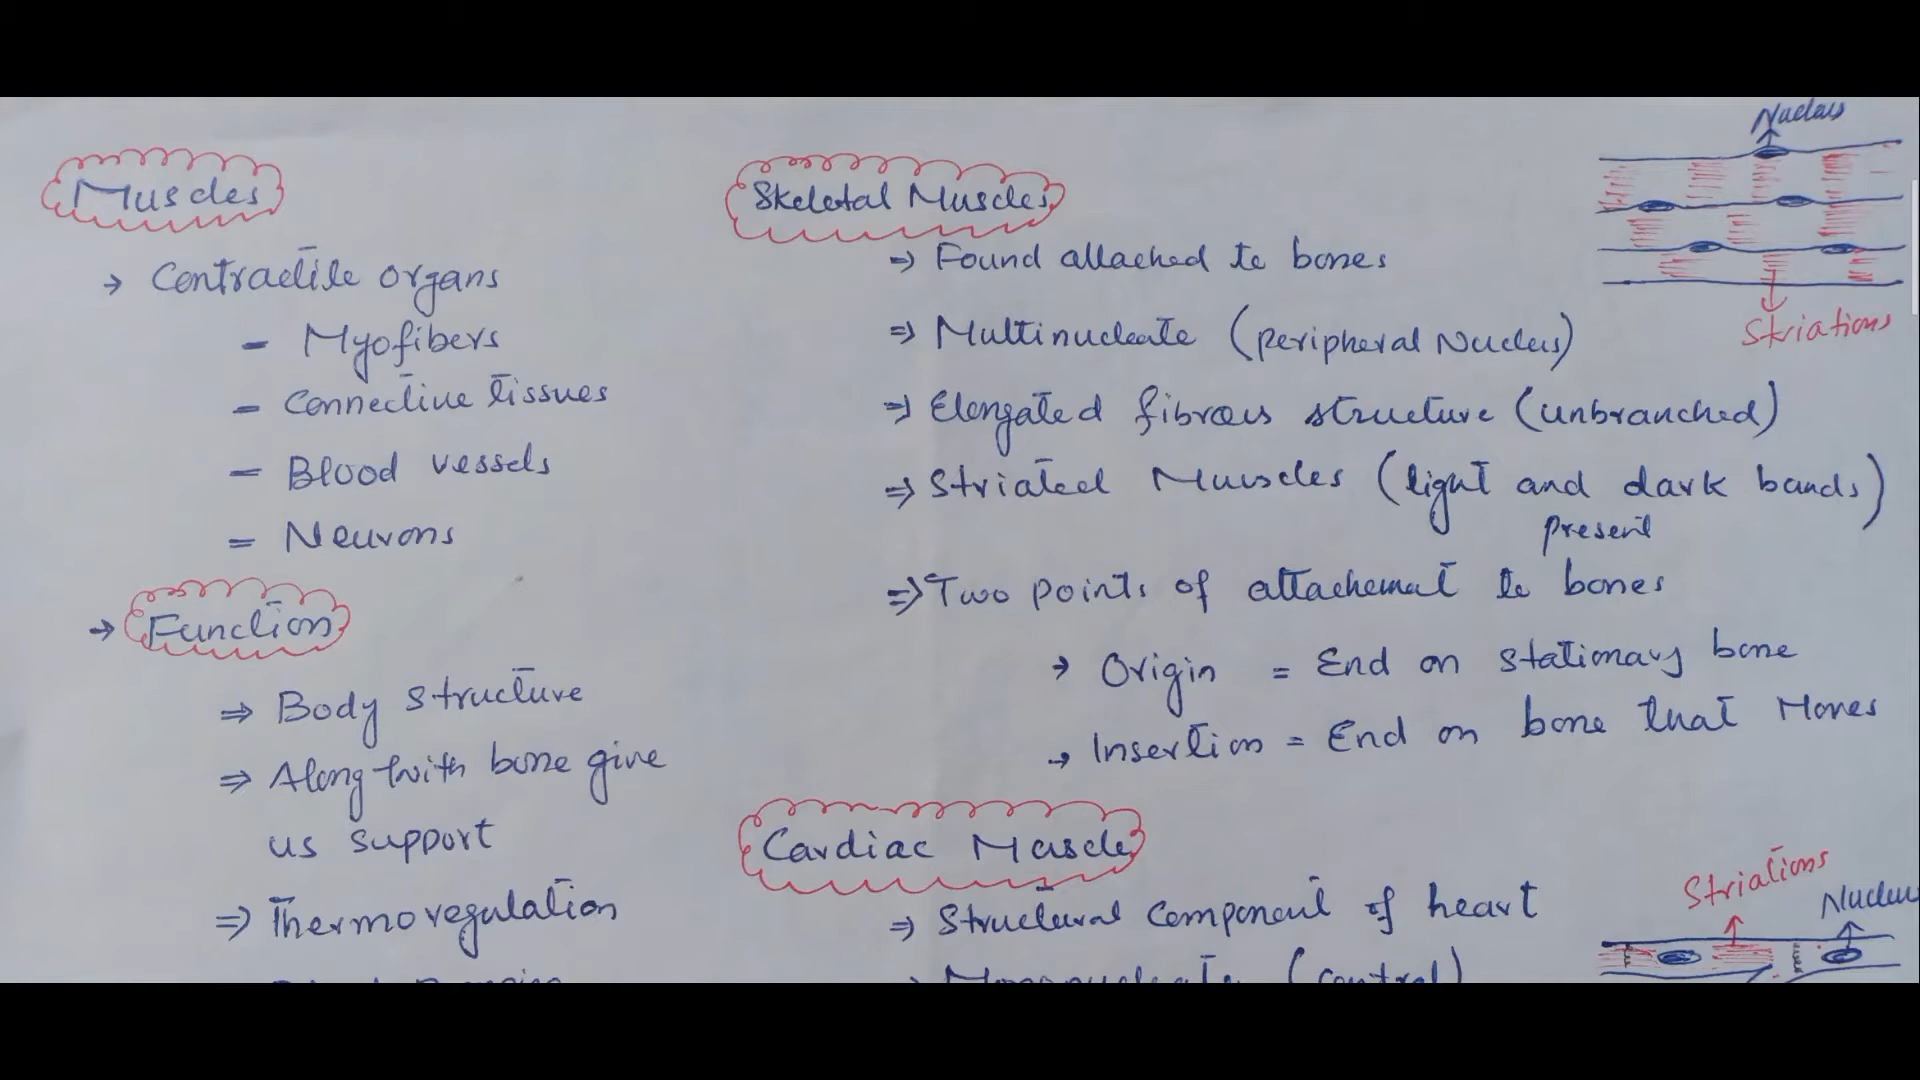 Muscles
→ Contractile organs
- Myofibers
- Connective tissues
- Blood vessels
- Neurons
→ Function
⇒ Body structure
⇒ Along with bone give
us support
⇒ Thermoregulation
Skeletal Muscles
⇒ Found attached to bones
⇒ Multinucleate (peripheral Nucleus)
⇒ Elongated fibrous structure (unbranched)
⇒ Striated Muscles (light and dark bands)
present
⇒ Two points of attachemat to bones
→ Origin = End on stationary bone
→ Insertion = End on bone that Moves
Nucleus
Striations
Cardiac Muscle
⇒ Structural component of heart
Mononucleate (central)
Striations
Nucleus